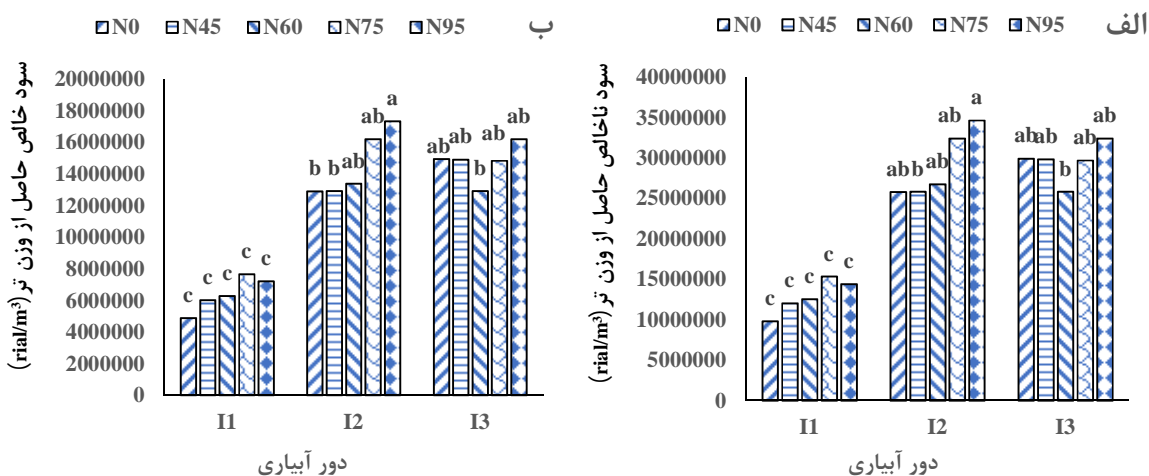 الف
N0 N45 N60 N75 N95
سود ناخالص حاصل از وزن تر (rial/m³)
40000000
35000000
30000000
25000000
20000000
15000000
10000000
5000000
0
c c c c c
ab b ab ab a
ab ab b ab ab
I1 I2 I3
دور آبیاری
ب
N0 N45 N60 N75 N95
سود خالص حاصل از وزن تر (rial/m³)
20000000
18000000
16000000
14000000
12000000
10000000
8000000
6000000
4000000
2000000
0
c c c c c
b b ab ab a
ab ab b ab ab
I1 I2 I3
دور آبیاری